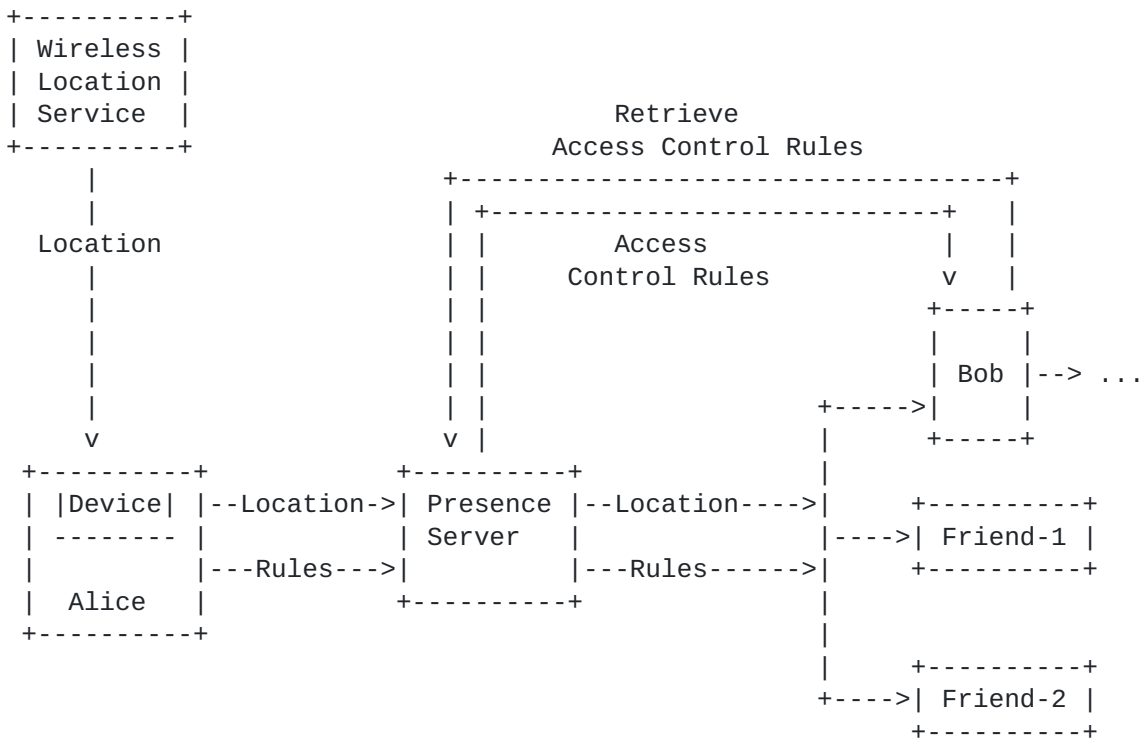 Wireless
Location
Service
Retrieve
Access Control Rules
Location
Access
Control Rules
Bob --> ...
|Device| --Location-> Presence --Location---->
-------- Server Friend-1
---Rules---> ---Rules------>
Alice
Friend-2